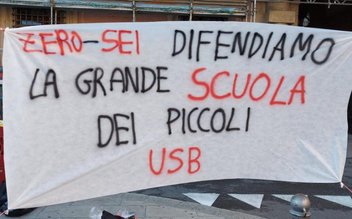 ZERO-SEI DIFENDIAMO
LA GRANDE SCUOLA
DEI PICCOLI
USB